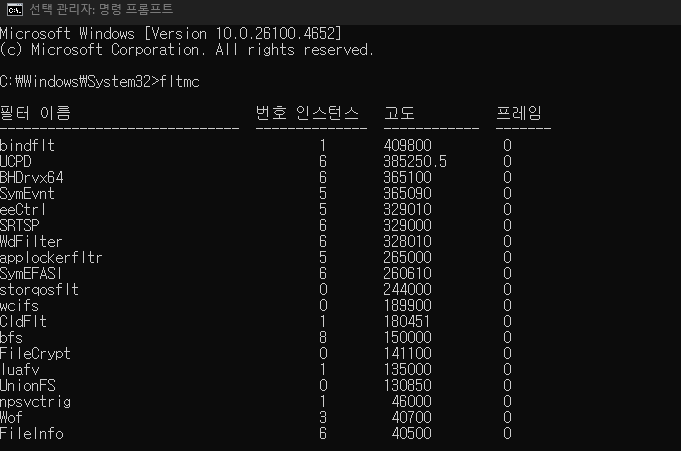 선택 관리자: 명령 프롬프트
Microsoft Windows [Version 10.0.26100.4652]
(c) Microsoft Corporation. All rights reserved.
C:₩Windows₩System32>fltmc
필터 이름 번호 인스턴스 고도 프레임
------------------------------ ------------- ------------ -----
bindflt 1 409800 0
UCPD 6 385250.5 0
BHDrvx64 6 365100 0
SymEvnt 5 365090 0
eeCtrl 5 329010 0
SRTSP 6 329000 0
WdFilter 6 328010 0
applockerfltr 5 265000 0
SymEFASI 6 260610 0
storqosflt 0 244000 0
wcifs 0 189900 0
CldFlt 1 180451 0
bfs 8 150000 0
FileCrypt 0 141100 0
luafv 1 135000 0
UnionFS 0 130850 0
npsvctrig 1 46000 0
Wof 3 40700 0
FileInfo 6 40500 0